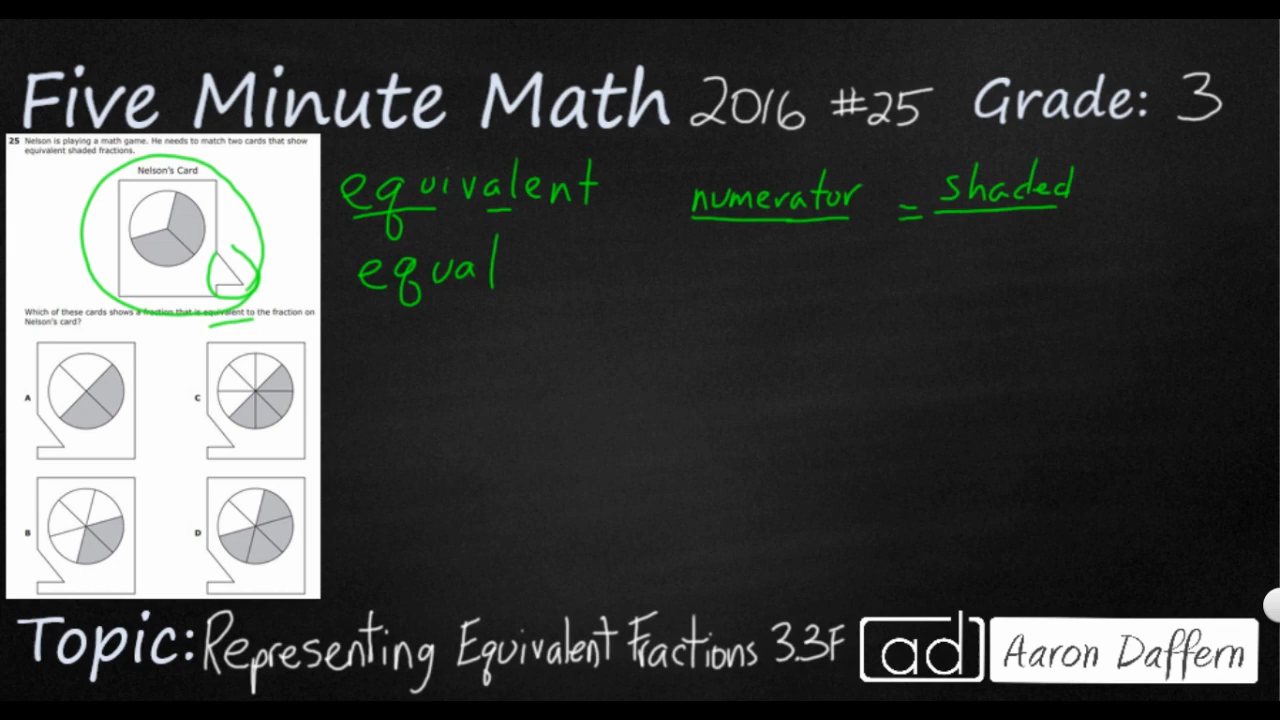 Five Minute Math 2016 #25 Grade: 3
25 Nelson is playing a math game. He needs to match two cards that show
equivalent shaded fractions.
Nelson's Card
equivalent
numerator = shaded
equal
Which of these cards shows a fraction that is equivalent to the fraction on
Nelson's card?
A
C
B
D
Topic: Representing Equivalent Fractions 3.3F
ad Aaron Daffern